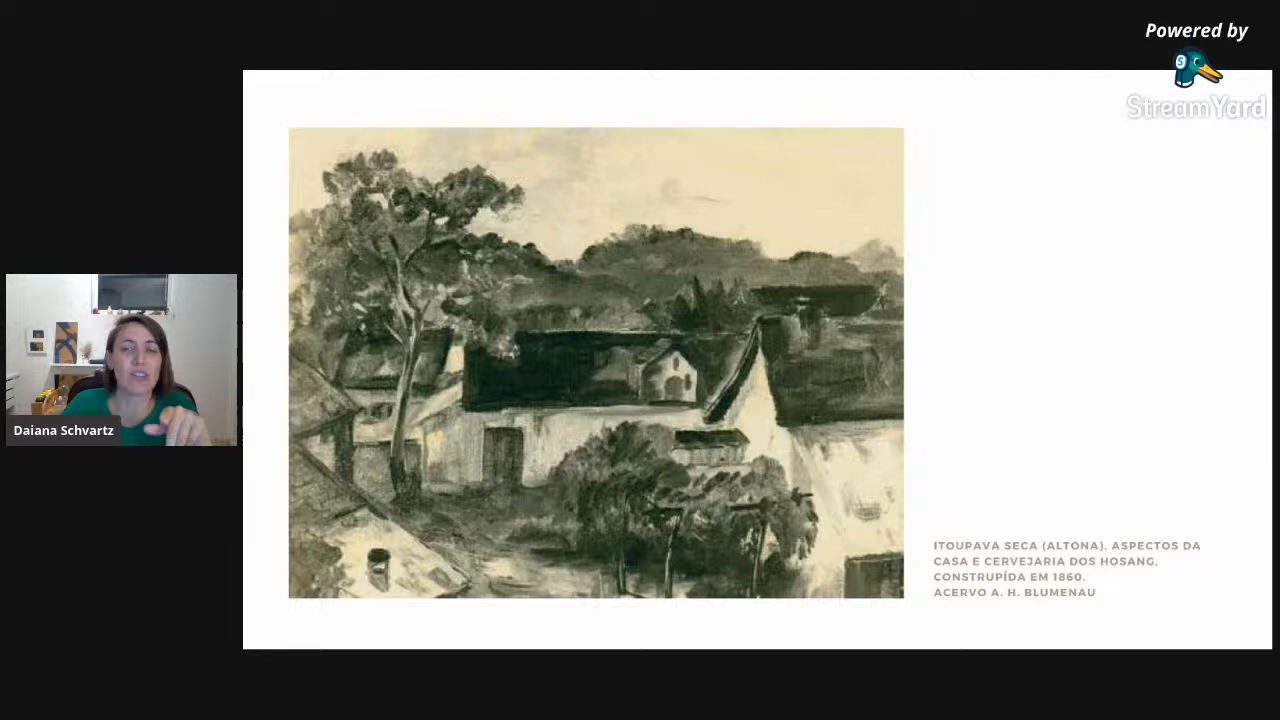 Powered by
StreamYard
Daiana Schvartz
ITOUPAVA SECA (ALTONA). ASPECTOS DA
CASA E CERVEJARIA DOS HOSANG,
CONSTRUPÍDA EM 1860.
ACERVO A. H. BLUMENAU